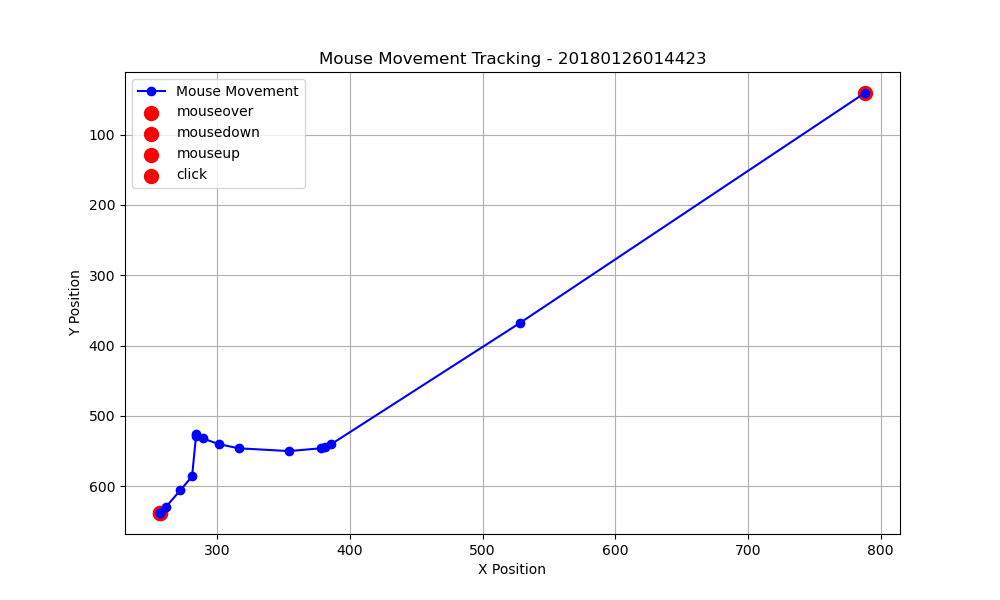 Mouse Movement Tracking - 20180126014423
Mouse Movement
mouseover
mousedown
mouseup
click
100
200
300
400
500
600
Y Position
300 400 500 600 700 800
X Position